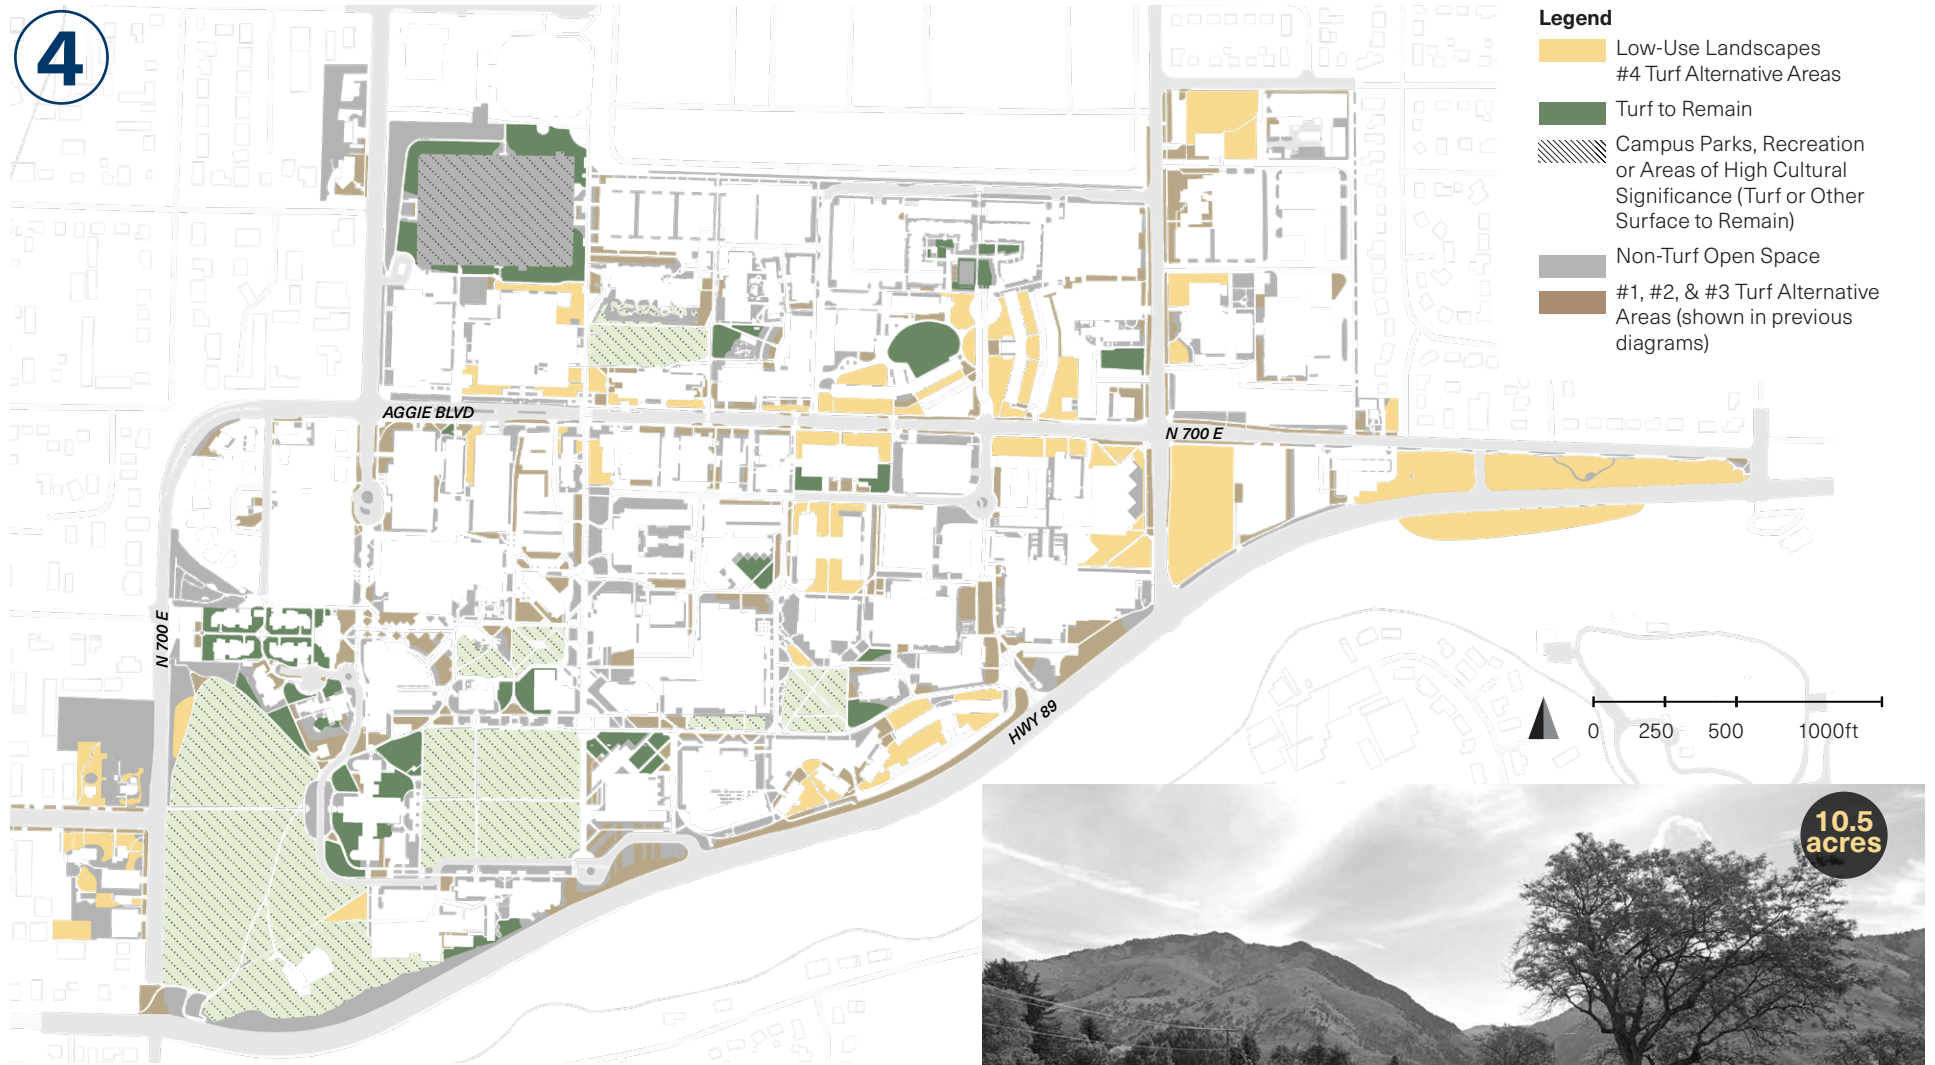 4
Legend
Low-Use Landscapes
#4 Turf Alternative Areas
Turf to Remain
Campus Parks, Recreation
or Areas of High Cultural
Significance (Turf or Other
Surface to Remain)
Non-Turf Open Space
#1, #2, & #3 Turf Alternative
Areas (shown in previous
diagrams)
AGGIE BLVD
N 700 E
N 700 E
HWY 89
0 250 500 1000ft
10.5
acres